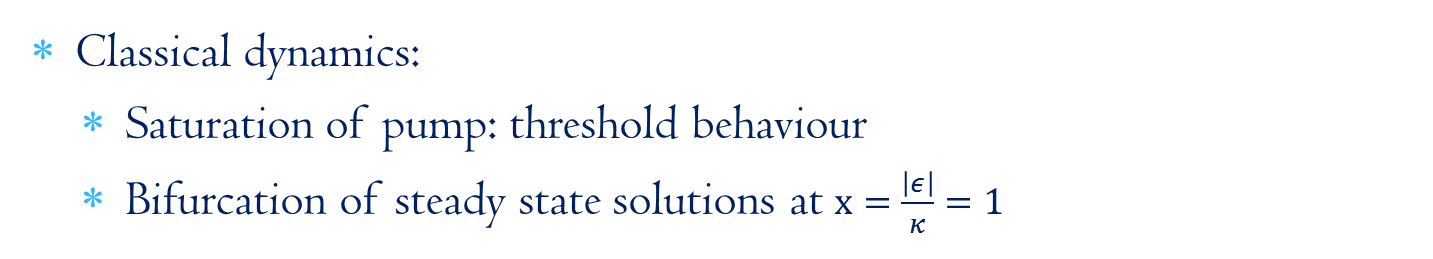 * Classical dynamics:
* Saturation of pump: threshold behaviour
* Bifurcation of steady state solutions at x = |ϵ|/κ = 1